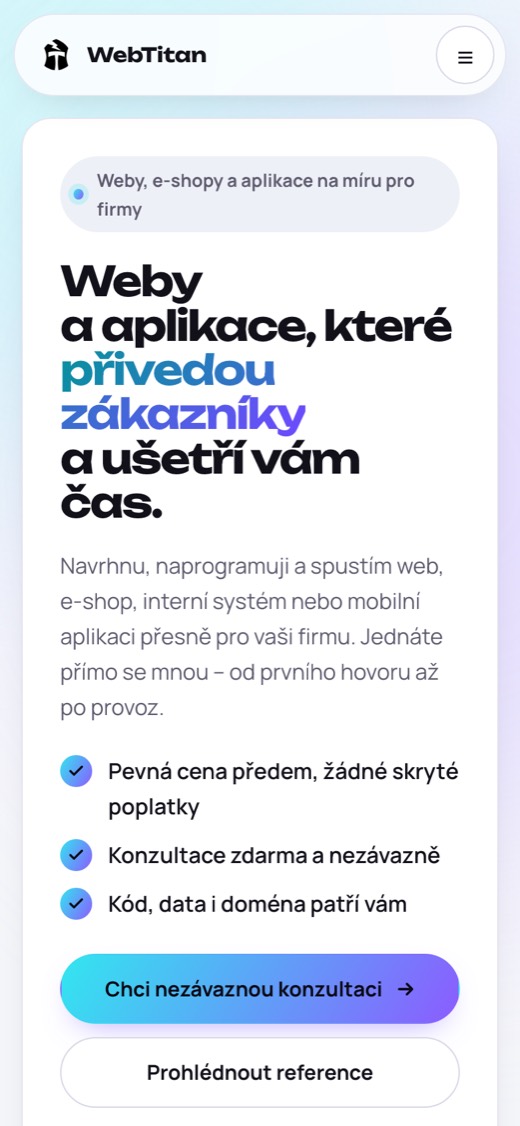 WebTitan
Weby, e-shopy a aplikace na míru pro
firmy
Weby
a aplikace, které
přivedou
zákazníky
a ušetří vám
čas.
Navrhnu, naprogramuji a spustím web,
e-shop, interní systém nebo mobilní
aplikaci přesně pro vaši firmu. Jednáte
přímo se mnou – od prvního hovoru až
po provoz.
Pevná cena předem, žádné skryté
poplatky
Konzultace zdarma a nezávazně
Kód, data i doména patří vám
Chci nezávaznou konzultaci →
Prohlédnout reference